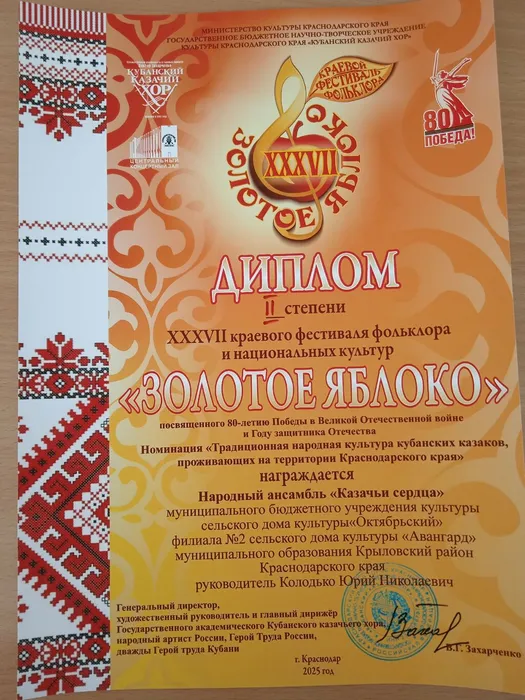 МИНИСТЕРСТВО КУЛЬТУРЫ КРАСНОДАРСКОГО КРАЯ
ГОСУДАРСТВЕННОЕ БЮДЖЕТНОЕ НАУЧНО-ТВОРЧЕСКОЕ УЧРЕЖДЕНИЕ
КУЛЬТУРЫ КРАСНОДАРСКОГО КРАЯ «КУБАНСКИЙ КАЗАЧИЙ ХОР»
КУБАНСКИЙ
КАЗАЧИЙ
ХОР
ЦЕНТРАЛЬНЫЙ
КОНЦЕРТНЫЙ ЗАЛ
КРАЕВОЙ
ФЕСТИВАЛЬ
ФОЛЬКЛОРА
ЗОЛОТОЕ ЯБЛОКО
XXXVII
80
ПОБЕДА!
ДИПЛОМ
II степени
XXXVII краевого фестиваля фольклора
и национальных культур
«ЗОЛОТОЕ ЯБЛОКО»
посвященного 80-летию Победы в Великой Отечественной войне
и Году защитника Отечества
Номинация «Традиционная народная культура кубанских казаков,
проживающих на территории Краснодарского края»
награждается
Народный ансамбль «Казачьи сердца»
муниципального бюджетного учреждения культуры
сельского дома культуры«Октябрьский»
филиала №2 сельского дома культуры «Авангард»
муниципального образования Крыловский район
Краснодарского края
руководитель Колодько Юрий Николаевич
Генеральный директор,
художественный руководитель и главный дирижёр
Государственного академического Кубанского казачьего хора,
народный артист России, Герой Труда России,
дважды Герой труда Кубани
В.Г. Захарченко
г. Краснодар
2025 год